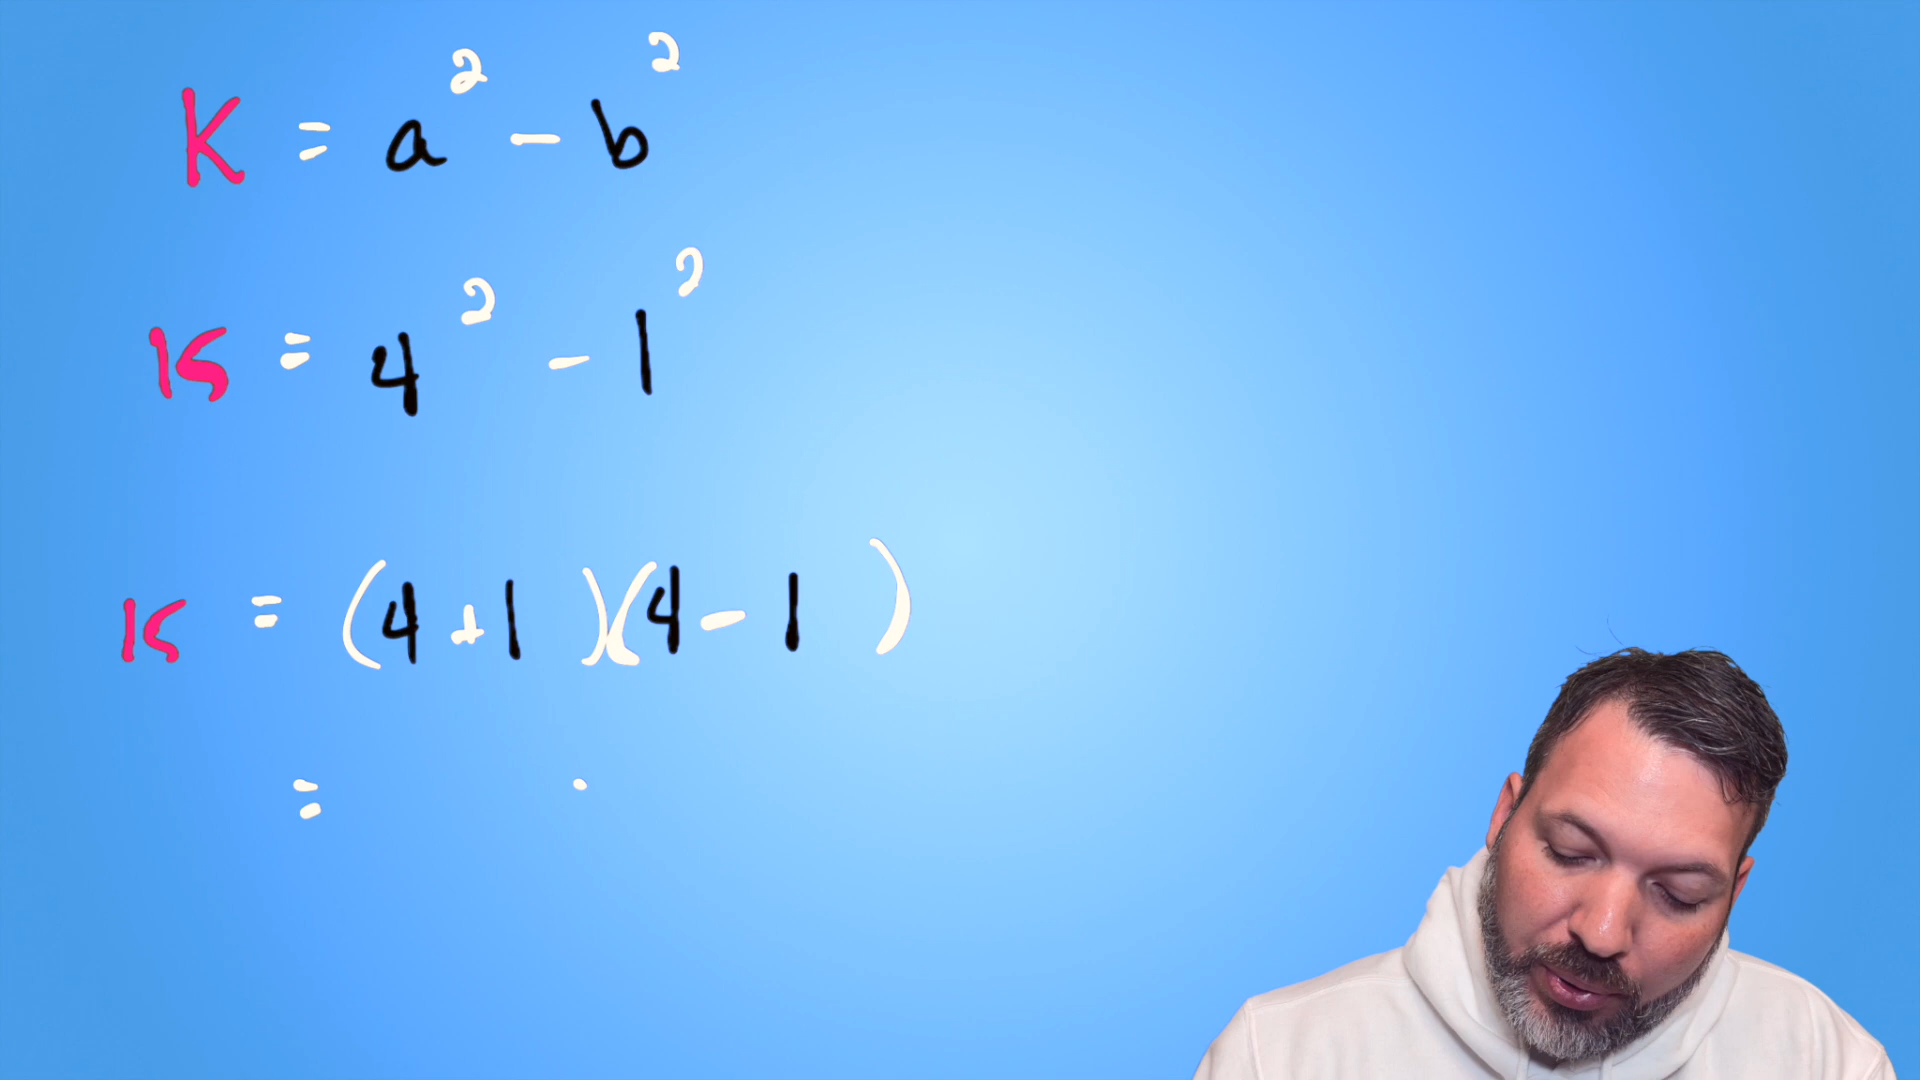 K = a² - b²
15 = 4² - 1²
15 = (4+1)(4-1)
= ·